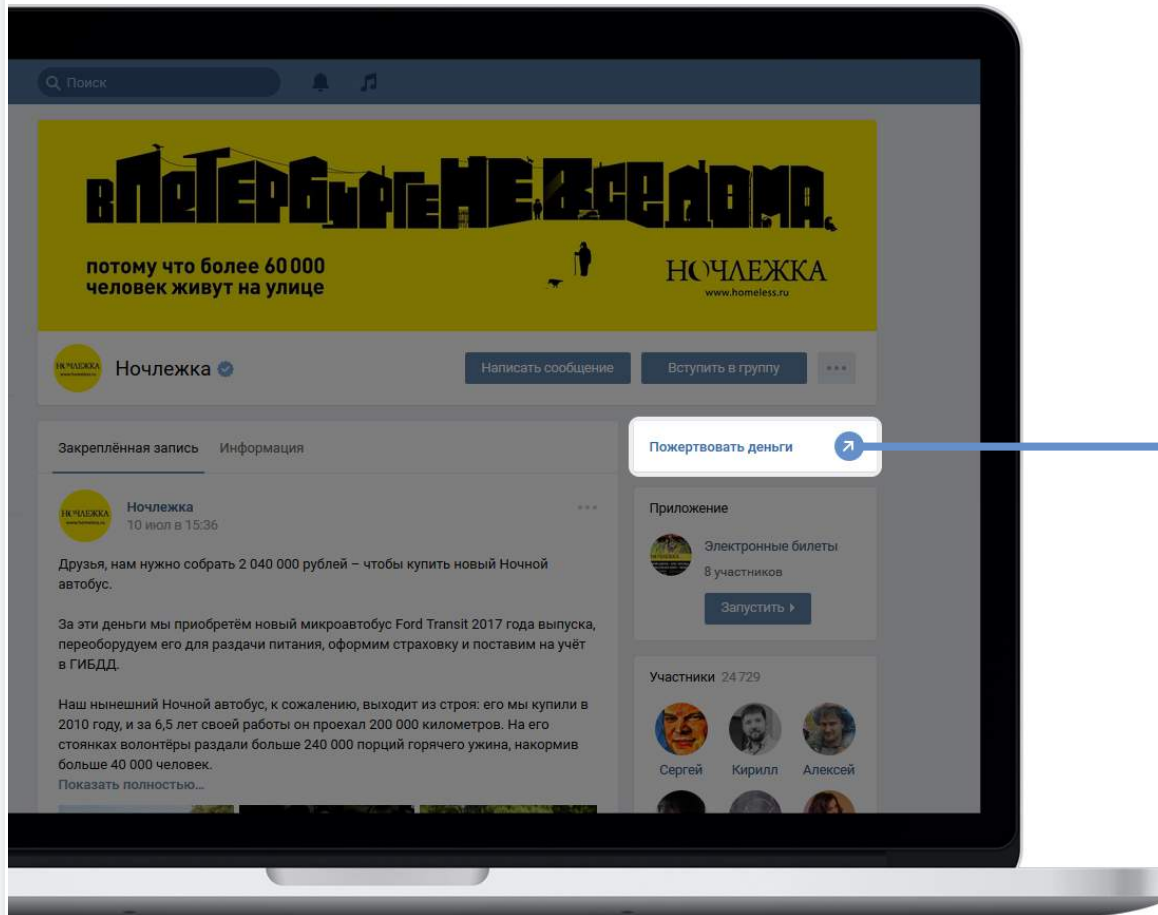 Поиск
в Петербурге не все дома
потому что более 60 000
человек живут на улице
НОЧЛЕЖКА
www.homeless.ru
НОЧЛЕЖКА
Ночлежка
Написать сообщение
Вступить в группу
Закреплённая запись
Информация
Пожертвовать деньги
НОЧЛЕЖКА
Ночлежка
10 июл в 15:36
Друзья, нам нужно собрать 2 040 000 рублей – чтобы купить новый Ночной
автобус.
За эти деньги мы приобретём новый микроавтобус Ford Transit 2017 года выпуска,
переоборудуем его для раздачи питания, оформим страховку и поставим на учёт
в ГИБДД.
Наш нынешний Ночной автобус, к сожалению, выходит из строя: его мы купили в
2010 году, и за 6,5 лет своей работы он проехал 200 000 километров. На его
стоянках волонтёры раздали больше 240 000 порций горячего ужина, накормив
больше 40 000 человек.
Показать полностью…
Приложение
Электронные билеты
8 участников
Запустить
Участники 24 729
Сергей
Кирилл
Алексей